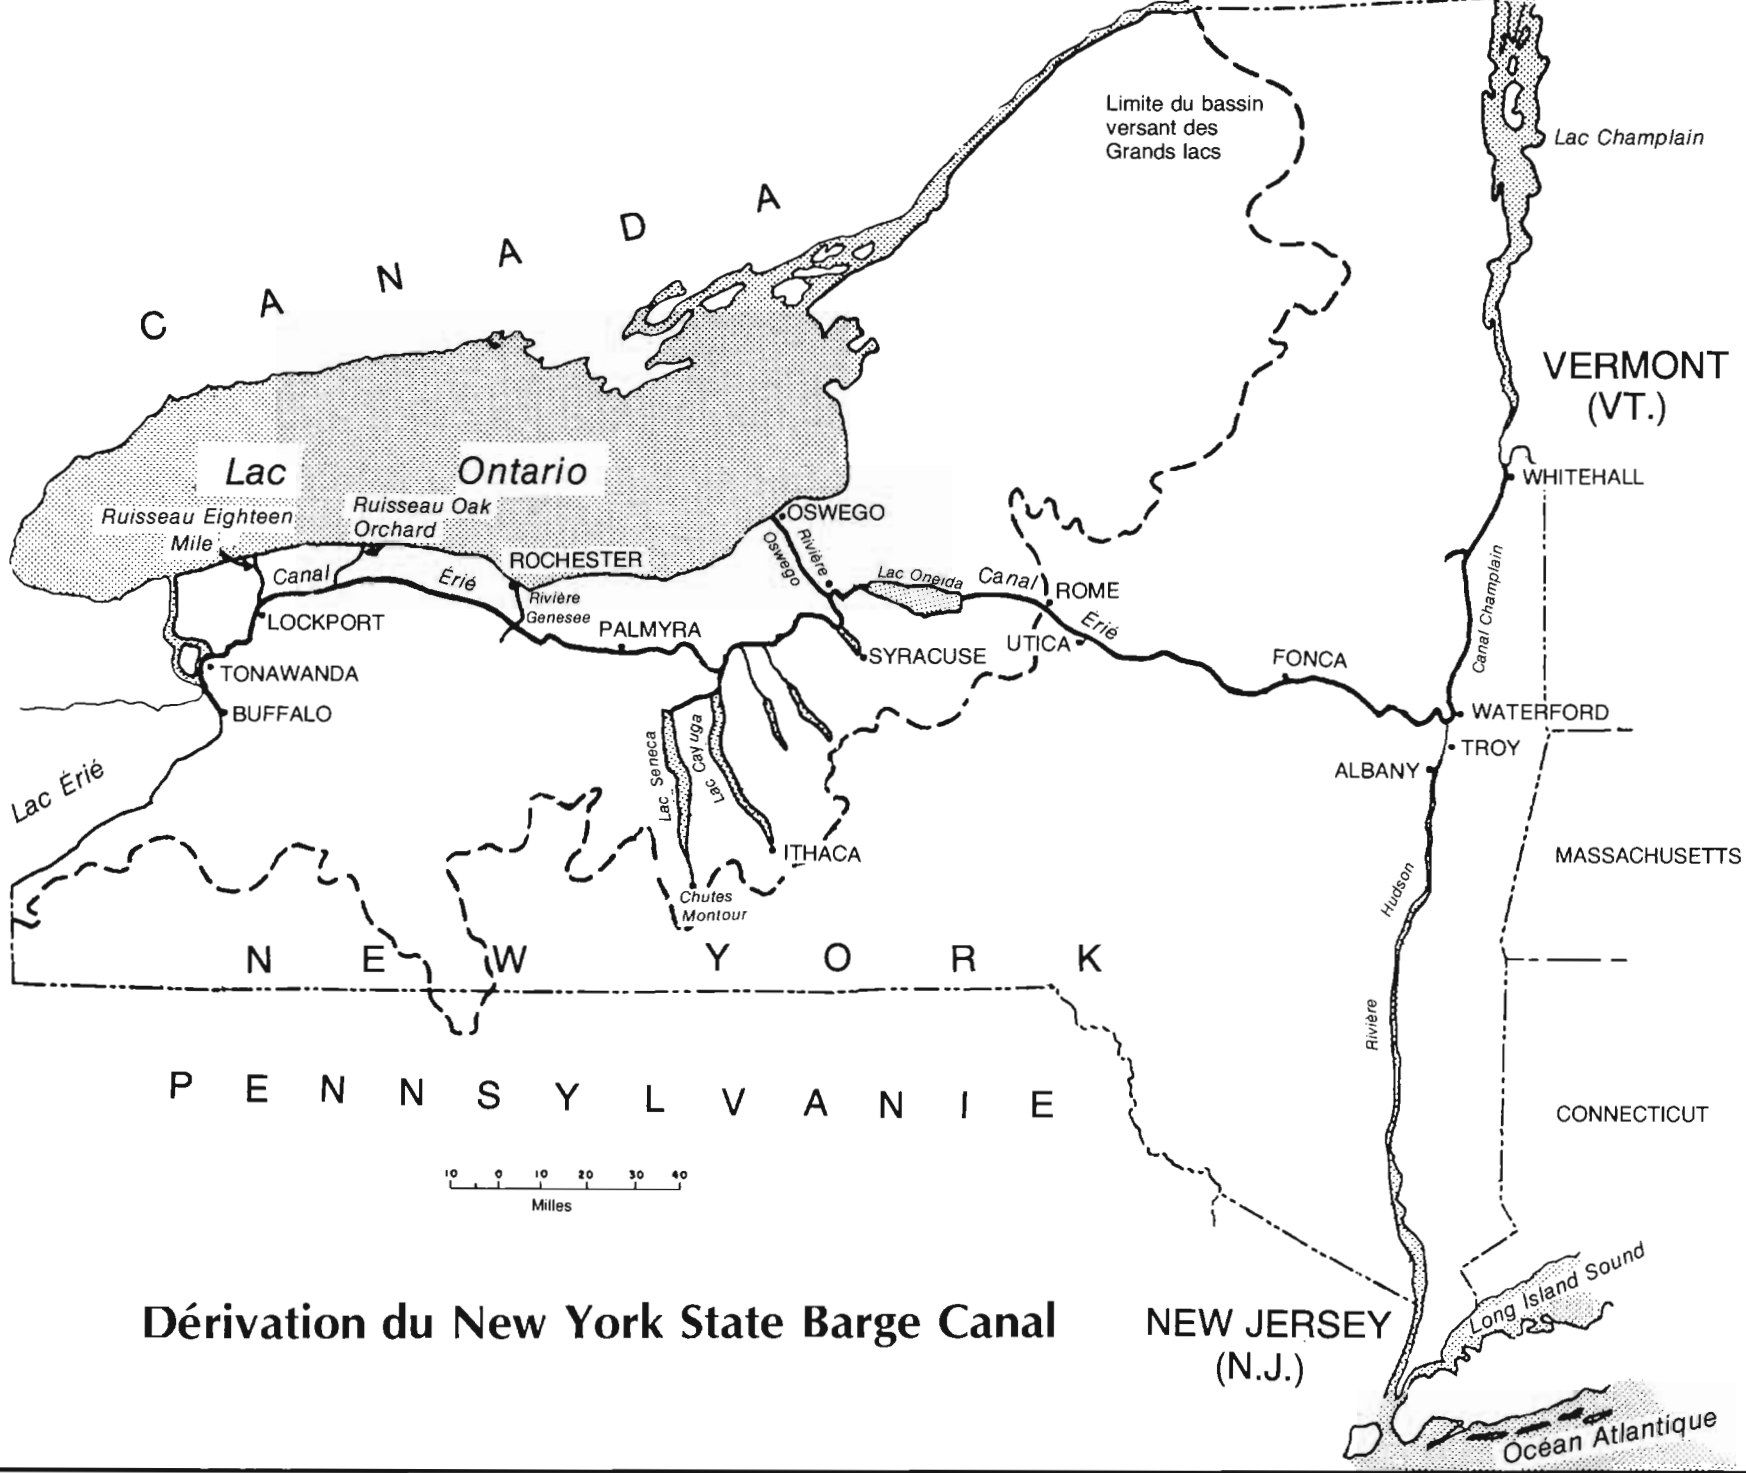 Limite du bassin
versant des
Grands lacs
Lac Champlain
CANADA
VERMONT
(VT.)
Lac Ontario
Ruisseau Eighteen
Mile
Ruisseau Oak
Orchard
WHITEHALL
OSWEGO
Rivière
Oswego
ROCHESTER
Canal Érié
Rivière
Genesee
Lac Oneida
Canal Érié
ROME
Canal Champlain
LOCKPORT
PALMYRA
UTICA
SYRACUSE
FONCA
TONAWANDA
BUFFALO
WATERFORD
TROY
ALBANY
Lac Érié
Lac Seneca
Lac Cayuga
ITHACA
MASSACHUSETTS
Chutes
Montour
Rivière Hudson
NEW YORK
PENNSYLVANIE
CONNECTICUT
10 0 10 20 30 40
Milles
Long Island Sound
Dérivation du New York State Barge Canal
NEW JERSEY
(N.J.)
Océan Atlantique